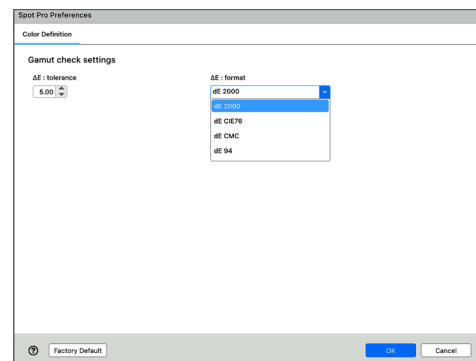 Spot Pro Preferences
Color Definition
Gamut check settings
ΔE : tolerance
ΔE : format
5.00
dE 2000
dE 2000
dE CIE76
dE CMC
dE 94
?
Factory Default
OK
Cancel